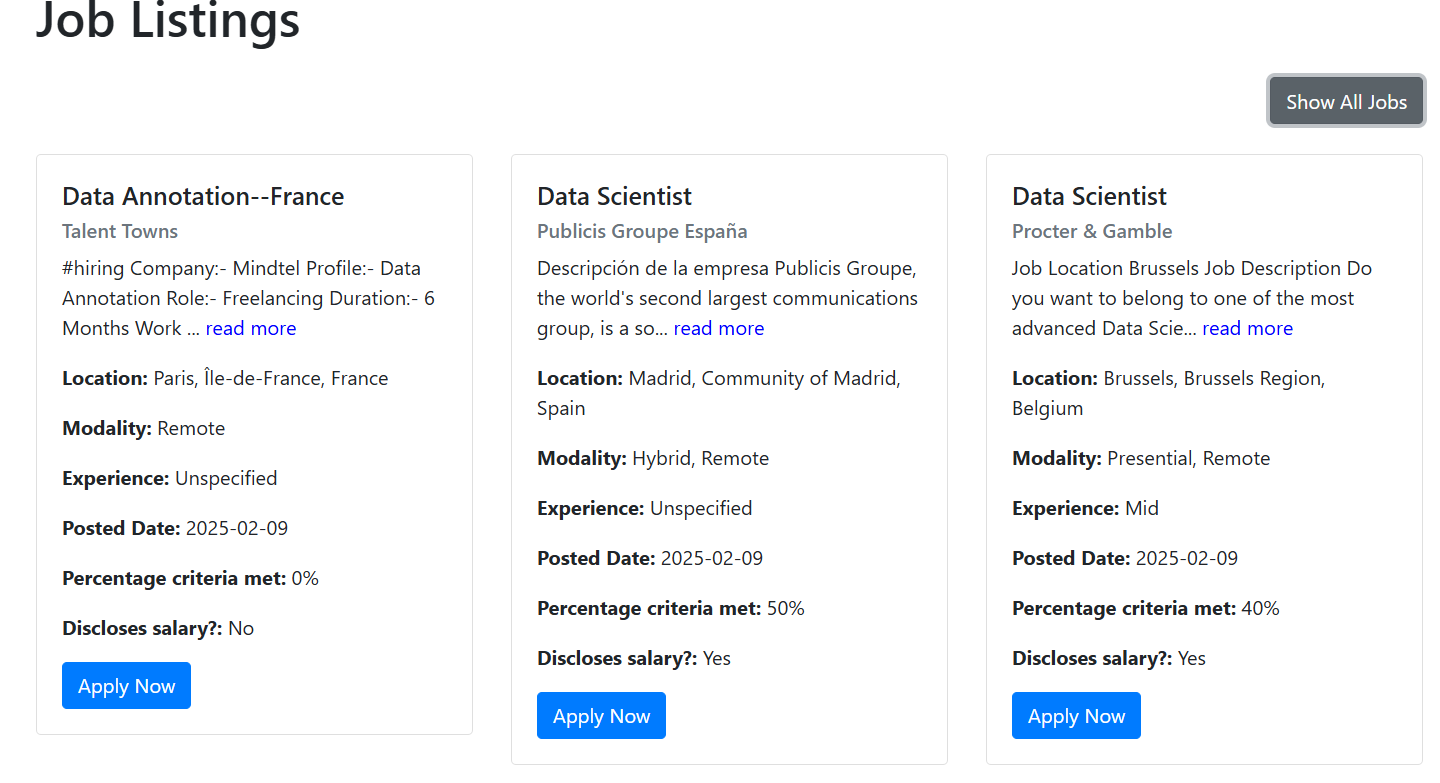 Job Listings
Show All Jobs
Data Annotation--France
Talent Towns
#hiring Company:- Mindtel Profile:- Data
Annotation Role:- Freelancing Duration:- 6
Months Work ... read more
Location: Paris, Île-de-France, France
Modality: Remote
Experience: Unspecified
Posted Date: 2025-02-09
Percentage criteria met: 0%
Discloses salary?: No
Apply Now
Data Scientist
Publicis Groupe España
Descripción de la empresa Publicis Groupe,
the world's second largest communications
group, is a so... read more
Location: Madrid, Community of Madrid,
Spain
Modality: Hybrid, Remote
Experience: Unspecified
Posted Date: 2025-02-09
Percentage criteria met: 50%
Discloses salary?: Yes
Apply Now
Data Scientist
Procter & Gamble
Job Location Brussels Job Description Do
you want to belong to one of the most
advanced Data Scie... read more
Location: Brussels, Brussels Region,
Belgium
Modality: Presential, Remote
Experience: Mid
Posted Date: 2025-02-09
Percentage criteria met: 40%
Discloses salary?: Yes
Apply Now